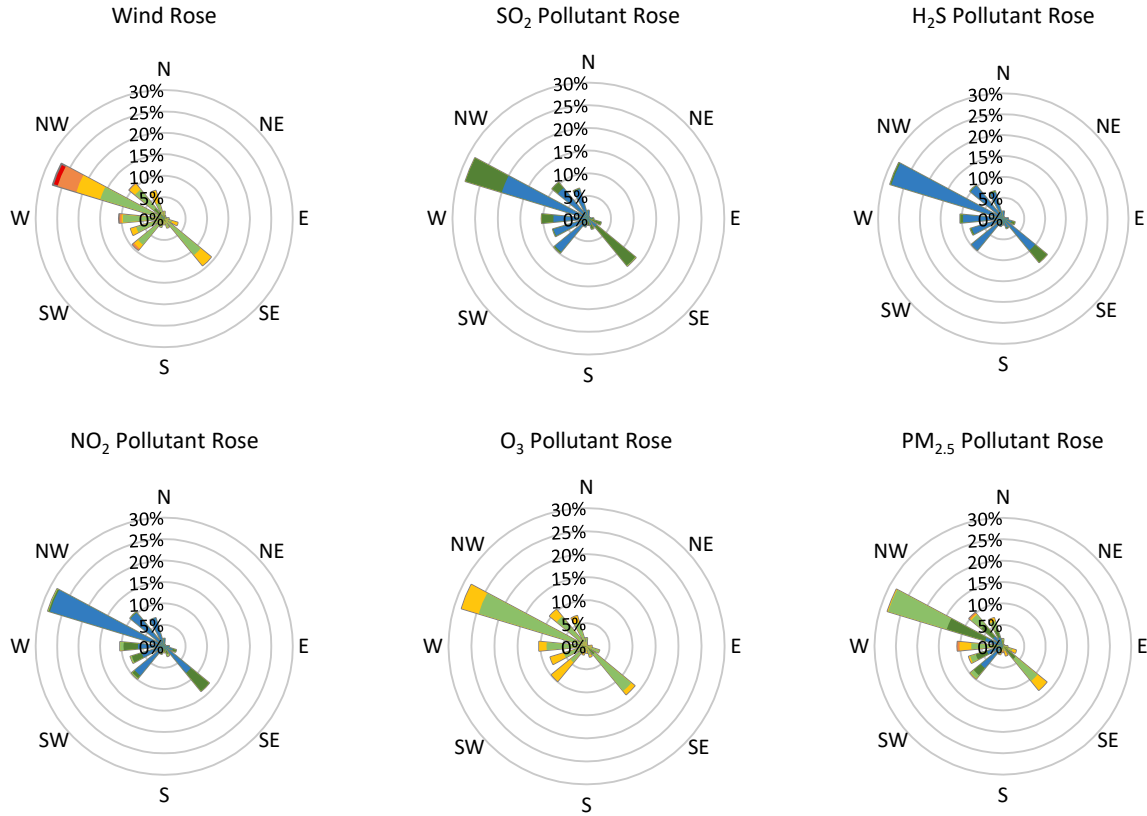 Wind Rose
N
30%
25%
20%
15%
10%
5%
0%
NW
NE
W
E
SW
SE
S
SO₂ Pollutant Rose
N
30%
25%
20%
15%
10%
5%
0%
NW
NE
W
E
SW
SE
S
H₂S Pollutant Rose
N
30%
25%
20%
15%
10%
5%
0%
NW
NE
W
E
SW
SE
S
NO₂ Pollutant Rose
N
30%
25%
20%
15%
10%
5%
0%
NW
NE
W
E
SW
SE
S
O₃ Pollutant Rose
N
30%
25%
20%
15%
10%
5%
0%
NW
NE
W
E
SW
SE
S
PM₂.₅ Pollutant Rose
N
30%
25%
20%
15%
10%
5%
0%
NW
NE
W
E
SW
SE
S